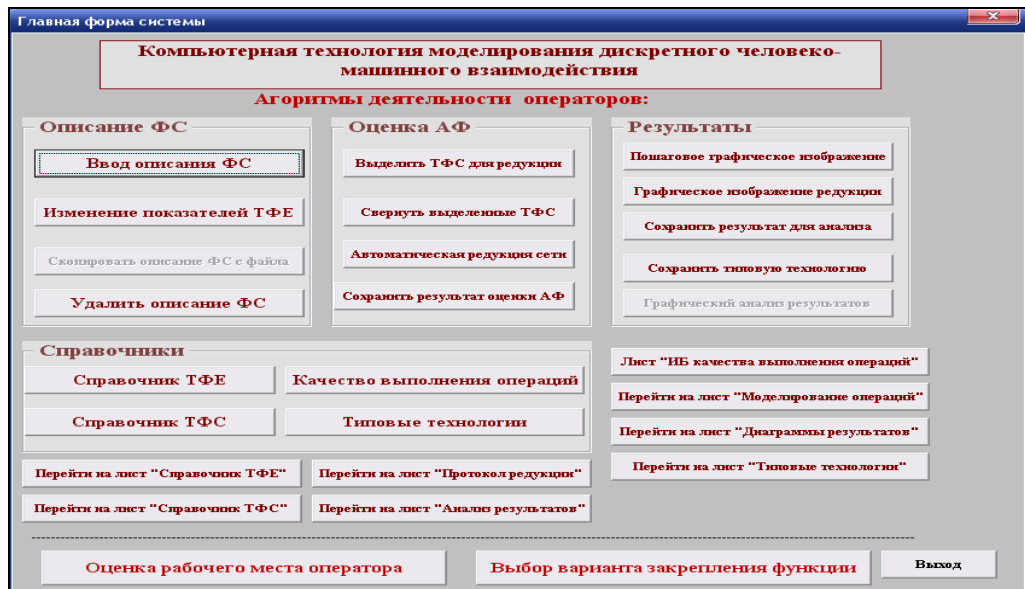 Главная форма системы
Компьютерная технология моделирования дискретного человеко-
машинного взаимодействия
Агоритмы деятельности операторов:
Описание ФС
Ввод описания ФС
Изменение показателей ТФЕ
Скопировать описание ФС с файла
Удалить описание ФС
Оценка АФ
Выделить ТФС для редукции
Свернуть выделенные ТФС
Автоматическая редукция сети
Сохранить результат оценки АФ
Результаты
Пошаговое графическое изображение
Графическое изображение редукции
Сохранить результат для анализа
Сохранить типовую технологию
Графический анализ результатов
Справочники
Справочник ТФЕ
Качество выполнения операций
Справочник ТФС
Типовые технологии
Лист "ИБ качества выполнения операций"
Перейти на лист "Моделирование операций"
Перейти на лист "Диаграммы результатов"
Перейти на лист "Типовые технологии"
Перейти на лист "Справочник ТФЕ"
Перейти на лист "Протокол редукции"
Перейти на лист "Справочник ТФС"
Перейти на лист "Анализ результатов"
Оценка рабочего места оператора
Выбор варианта закрепления функции
Выход